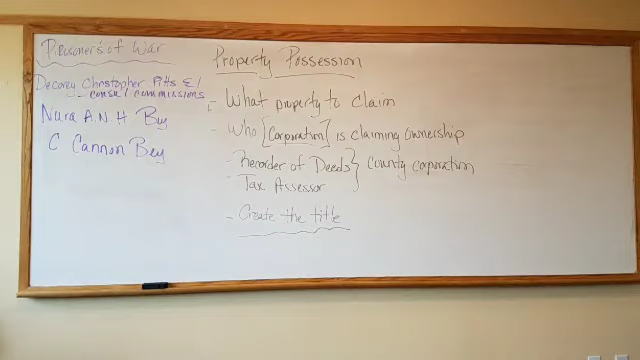 Prisoner's of War
Decorey Christopher Pitts El
- consul commissions
Nura A.N.H Bey
C Cannon Bey
Property Possession
- What property to claim
- Who [Corporation] is claiming ownership
- Recorder of Deeds } County corporation
- Tax Assessor
- Create the title